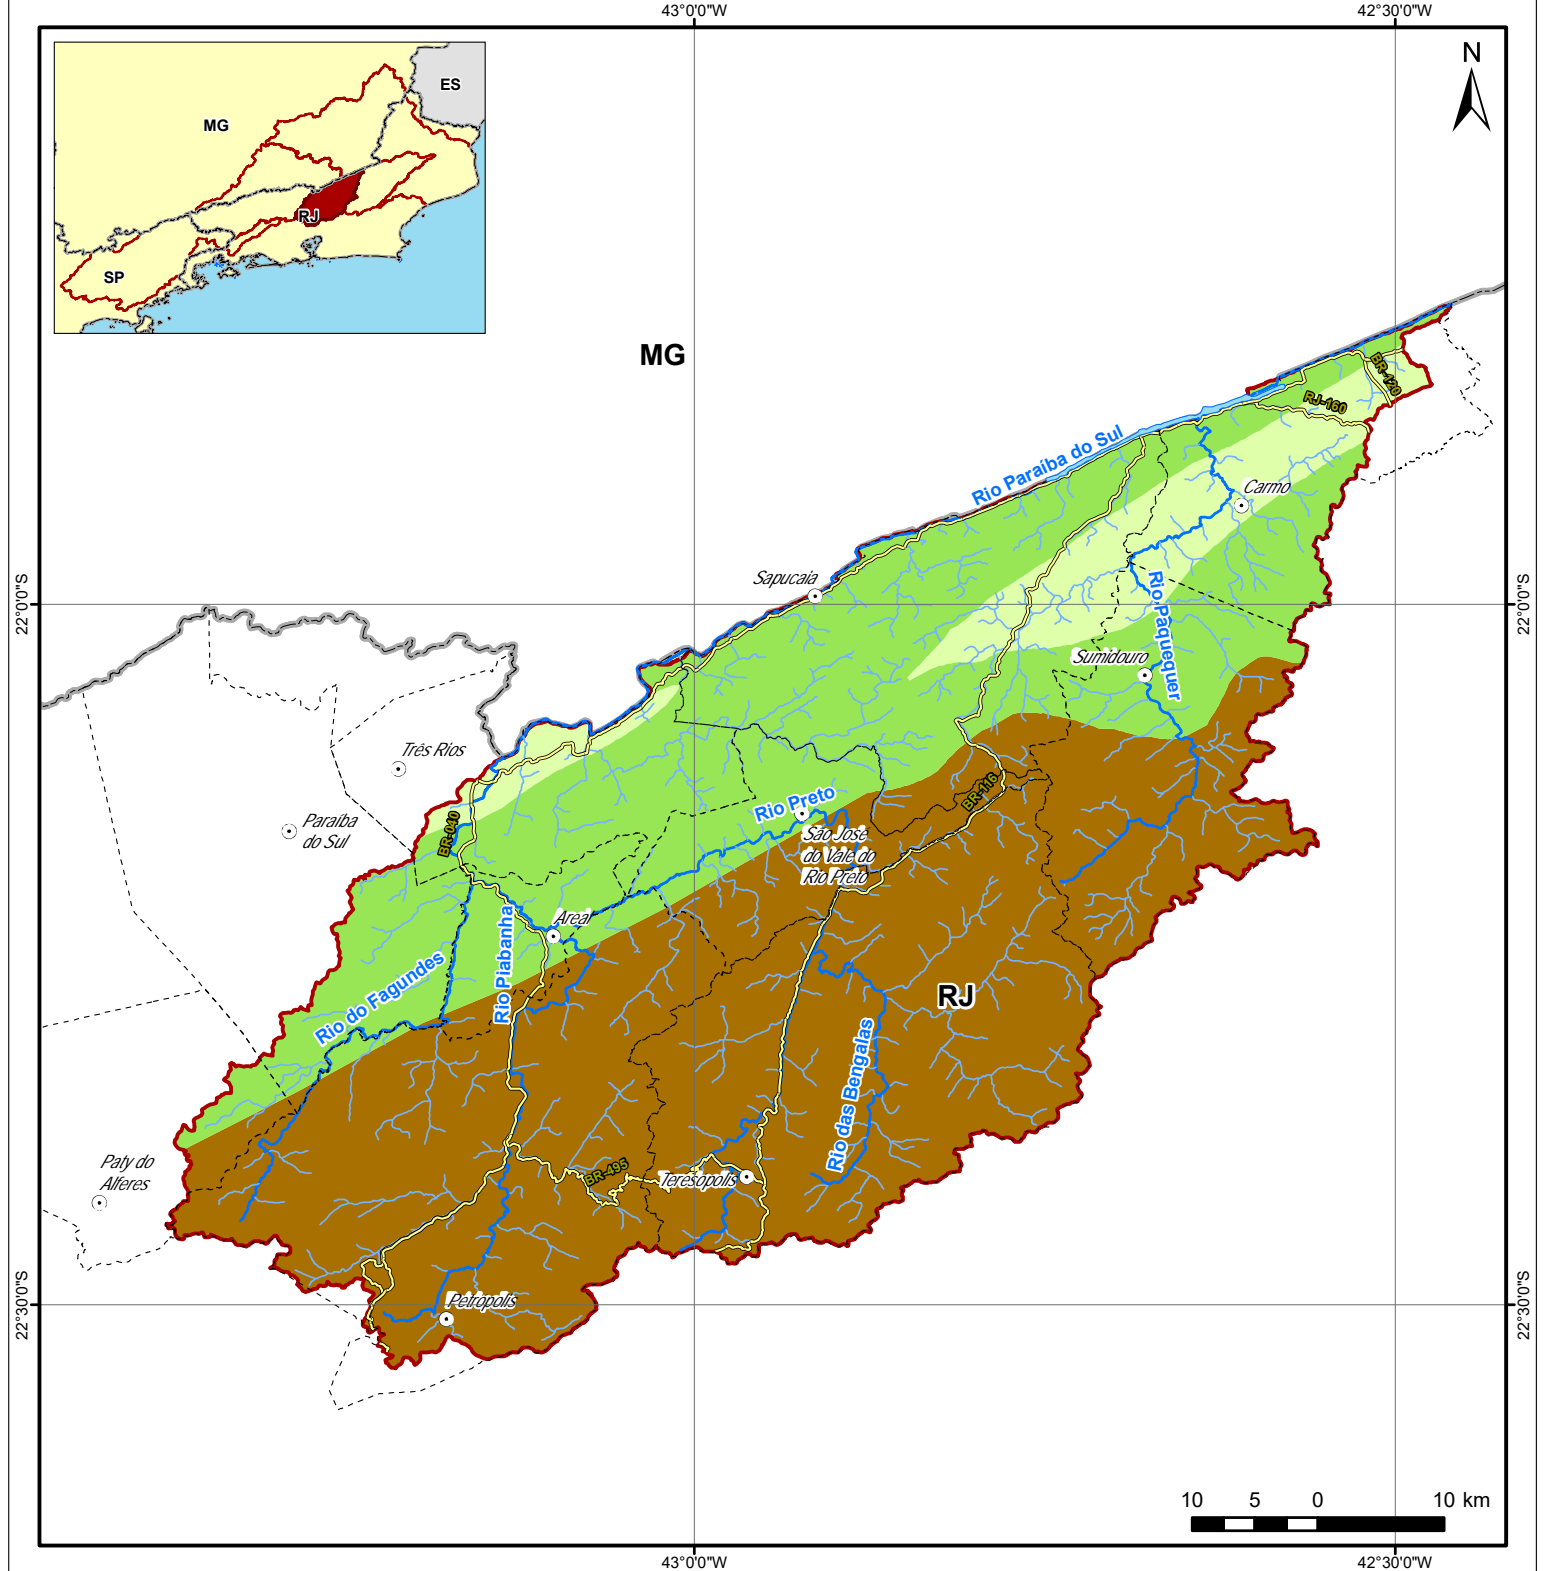 43°0'0"W
42°30'0"W
N
ES
MG
RJ
SP
MG
BR-120
RJ-160
Rio Paraíba do Sul
Carmo
Sapucaia
22°0'0"S
22°0'0"S
Rio Paquequer
Sumidouro
Três Rios
Rio Preto
BR-116
Paraíba
do Sul
BR-040
São José
do Vale do
Rio Preto
Areal
Rio Piabanha
Rio do Fagundes
RJ
Rio das Bengalas
Paty do
Alferes
BR-495
Teresópolis
Petrópolis
22°30'0"S
22°30'0"S
10 5 0 10 km
43°0'0"W
42°30'0"W